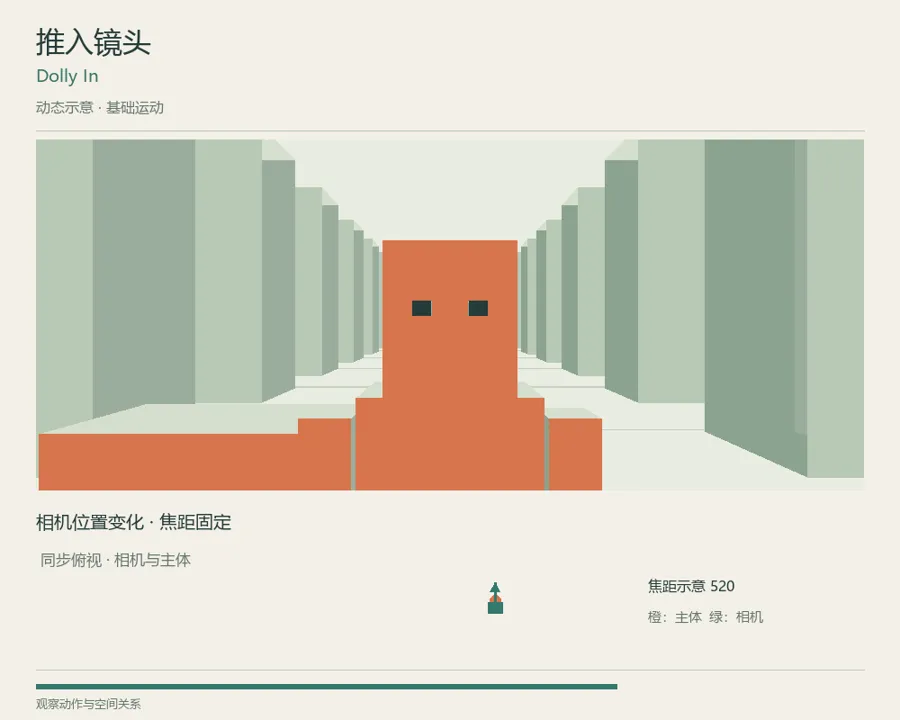 推入镜头
Dolly In
动态示意 · 基础运动
相机位置变化 · 焦距固定
同步俯视 · 相机与主体
焦距示意 520
橙：主体 绿：相机
观察动作与空间关系